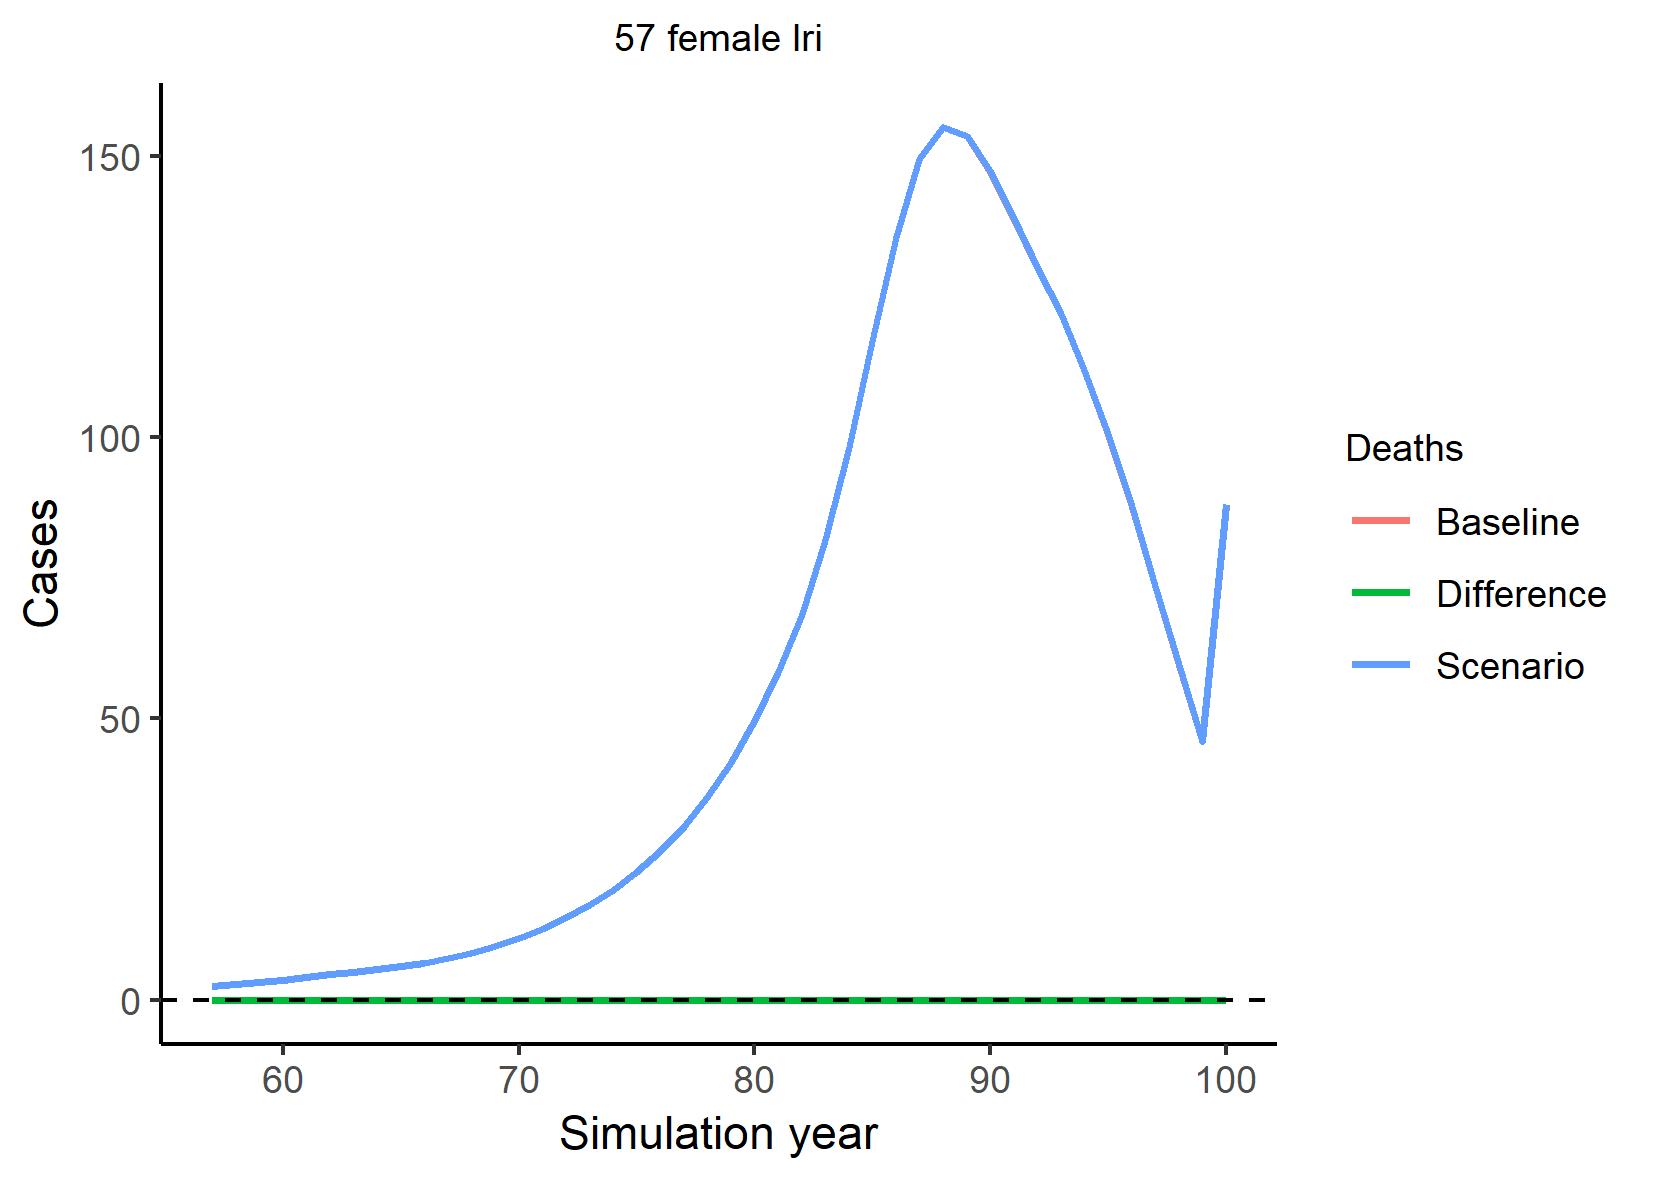 57 female lri
150
100
50
0
Cases
60 70 80 90 100
Simulation year
Deaths
Baseline
Difference
Scenario